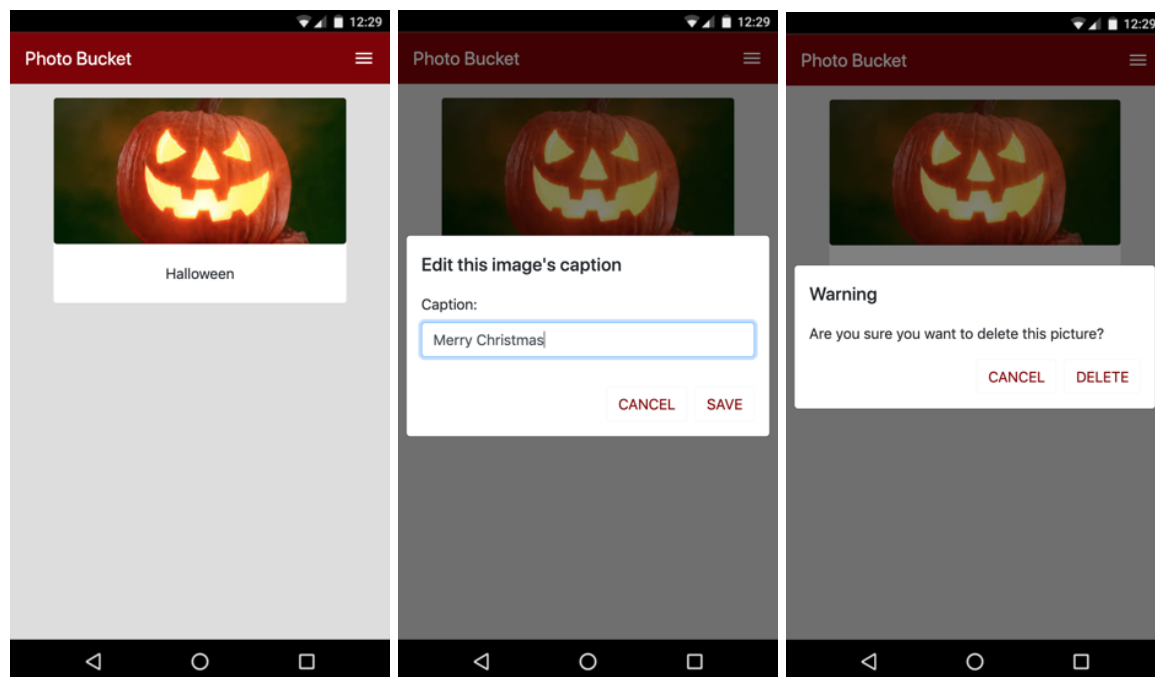 12:29
Photo Bucket
Halloween
12:29
Photo Bucket
Edit this image's caption
Caption:
Merry Christmas
CANCEL SAVE
12:29
Photo Bucket
Warning
Are you sure you want to delete this picture?
CANCEL DELETE